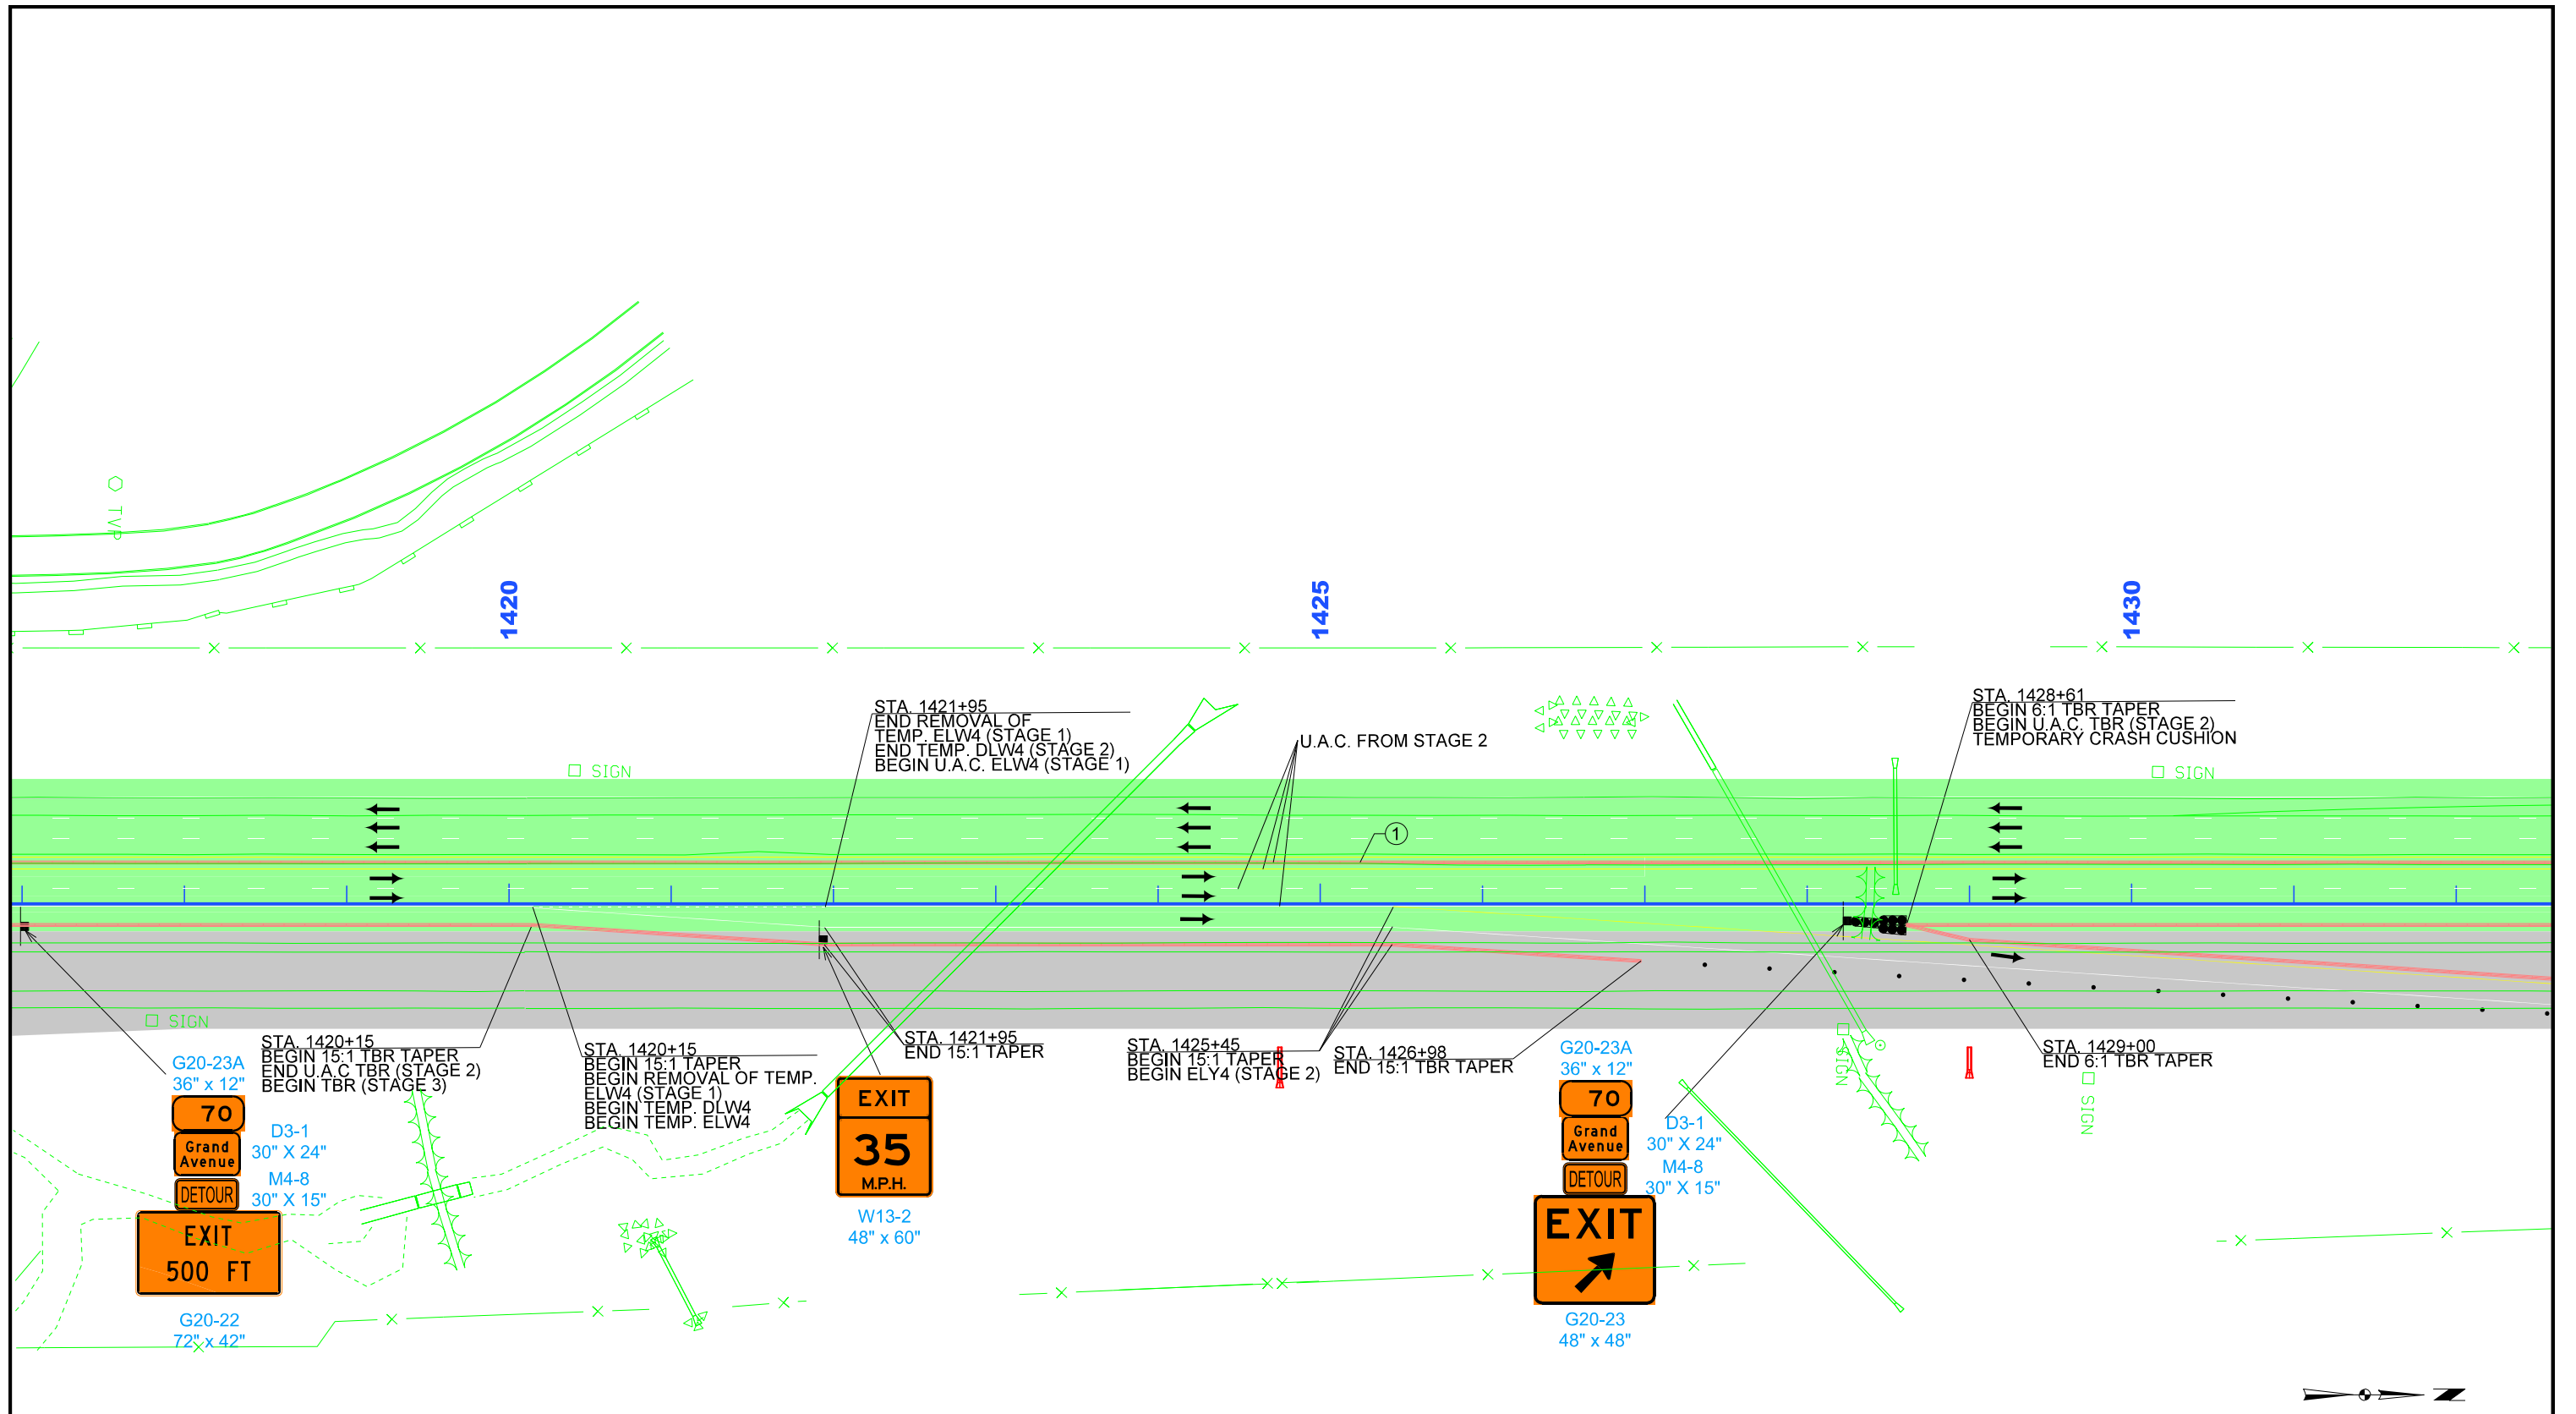 TVP
1420
1425
1430
STA. 1421+95
END REMOVAL OF
TEMP. ELW4 (STAGE 1)
END TEMP. DLW4 (STAGE 2)
BEGIN U.A.C. ELW4 (STAGE 1)
U.A.C. FROM STAGE 2
STA. 1428+61
BEGIN 6:1 TBR TAPER
BEGIN U.A.C. TBR (STAGE 2)
TEMPORARY CRASH CUSHION
SIGN
SIGN
1
SIGN
STA. 1420+15
BEGIN 15:1 TBR TAPER
END U.A.C TBR (STAGE 2)
BEGIN TBR (STAGE 3)
STA. 1420+15
BEGIN 15:1 TAPER
BEGIN REMOVAL OF TEMP.
ELW4 (STAGE 1)
BEGIN TEMP. DLW4
BEGIN TEMP. ELW4
STA. 1421+95
END 15:1 TAPER
STA. 1425+45
BEGIN 15:1 TAPER
BEGIN ELY4 (STAGE 2)
STA. 1426+98
END 15:1 TBR TAPER
STA. 1429+00
END 6:1 TBR TAPER
SIGN
SIGN
G20-23A
36" x 12"
70
Grand
Avenue
D3-1
30" X 24"
DETOUR
M4-8
30" X 15"
EXIT
500 FT
G20-22
72" x 42"
EXIT
35
M.P.H.
W13-2
48" x 60"
G20-23A
36" x 12"
70
Grand
Avenue
D3-1
30" X 24"
DETOUR
M4-8
30" X 15"
EXIT
G20-23
48" x 48"
Z